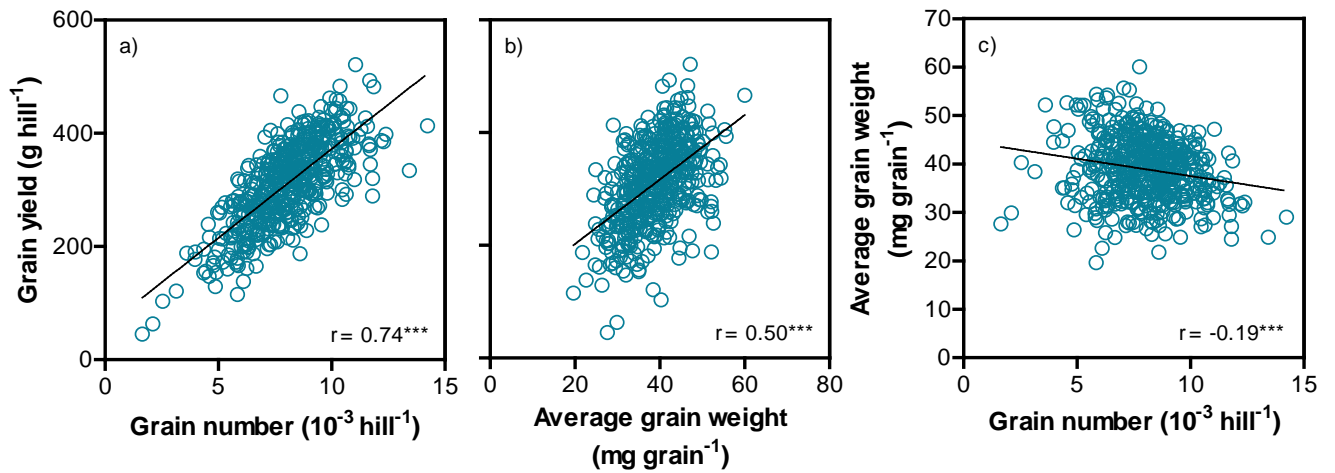 a)
Grain yield (g hill⁻¹)
600
400
200
0
r= 0.74***
0 5 10 15
Grain number (10⁻³ hill⁻¹)
b)
r= 0.50***
20 40 60 80
Average grain weight
(mg grain⁻¹)
c)
Average grain weight
(mg grain⁻¹)
70
60
50
40
30
20
10
0
r= -0.19***
0 5 10 15
Grain number (10⁻³ hill⁻¹)